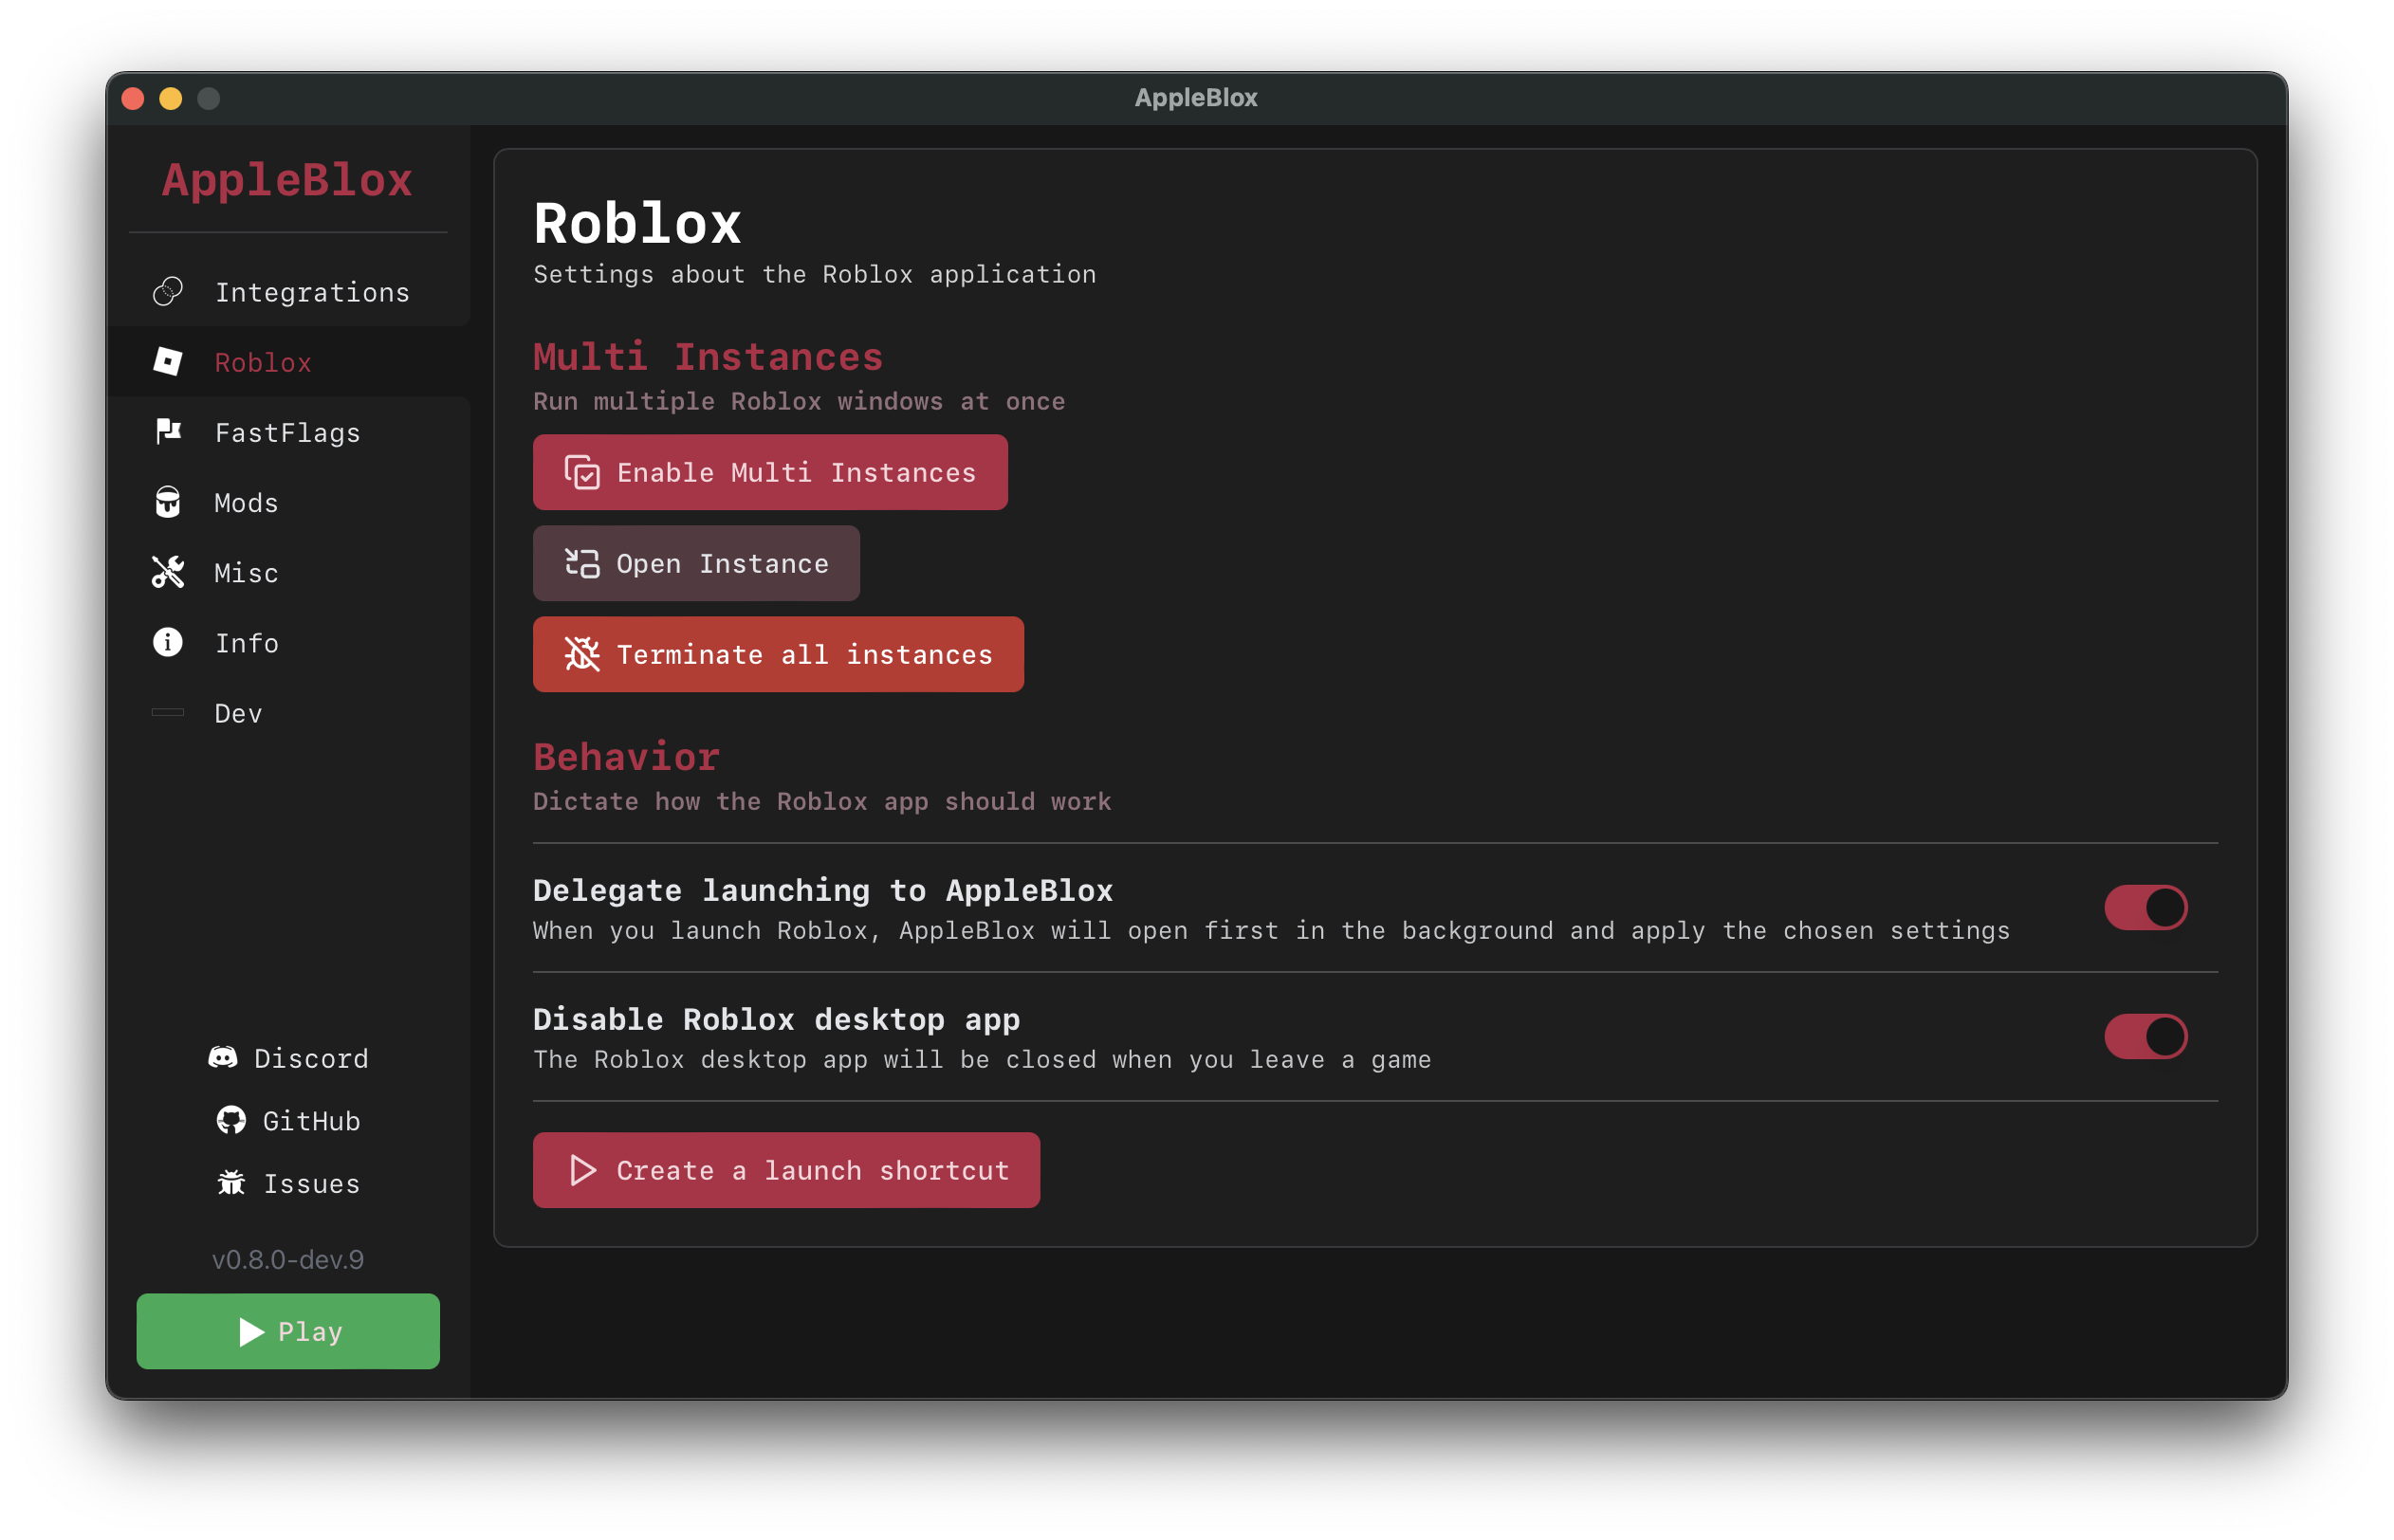 AppleBlox
AppleBlox
Integrations
Roblox
FastFlags
Mods
Misc
Info
Dev
Discord
GitHub
Issues
v0.8.0-dev.9
Play
Roblox
Settings about the Roblox application
Multi Instances
Run multiple Roblox windows at once
Enable Multi Instances
Open Instance
Terminate all instances
Behavior
Dictate how the Roblox app should work
Delegate launching to AppleBlox
When you launch Roblox, AppleBlox will open first in the background and apply the chosen settings
Disable Roblox desktop app
The Roblox desktop app will be closed when you leave a game
Create a launch shortcut